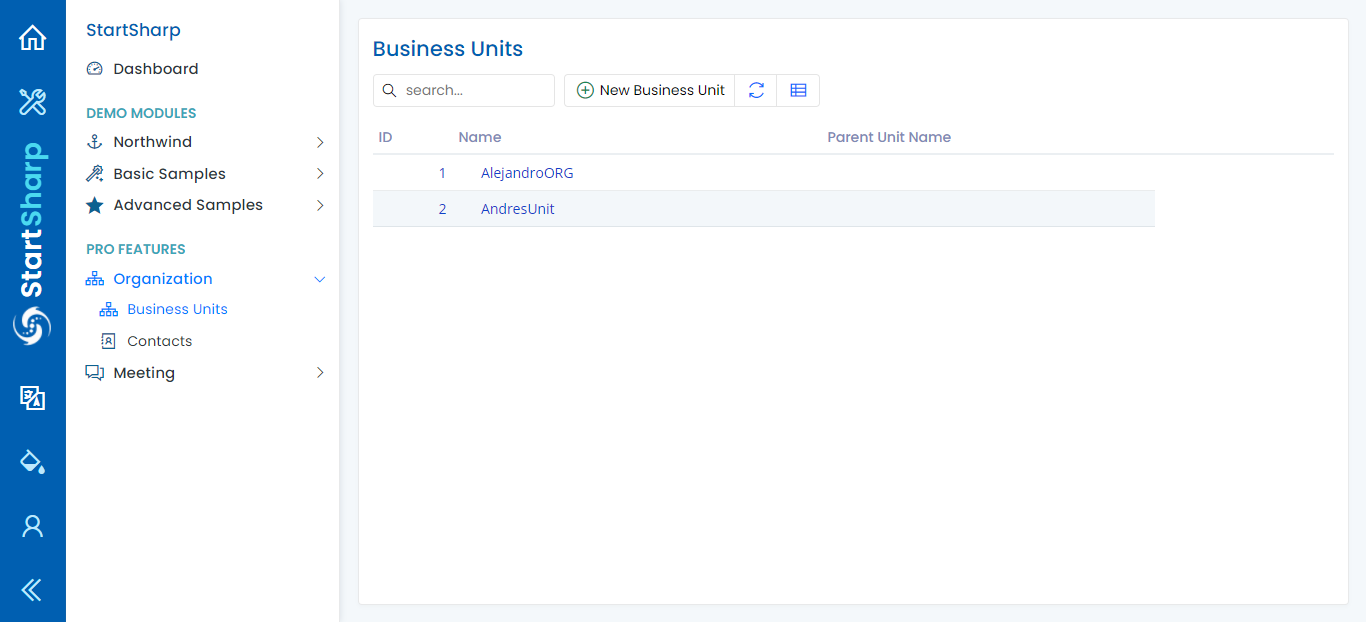 StartSharp
StartSharp
Dashboard
DEMO MODULES
Northwind
Basic Samples
Advanced Samples
PRO FEATURES
Organization
Business Units
Contacts
Meeting
Business Units
search...
New Business Unit
ID Name Parent Unit Name
1 AlejandroORG
2 AndresUnit